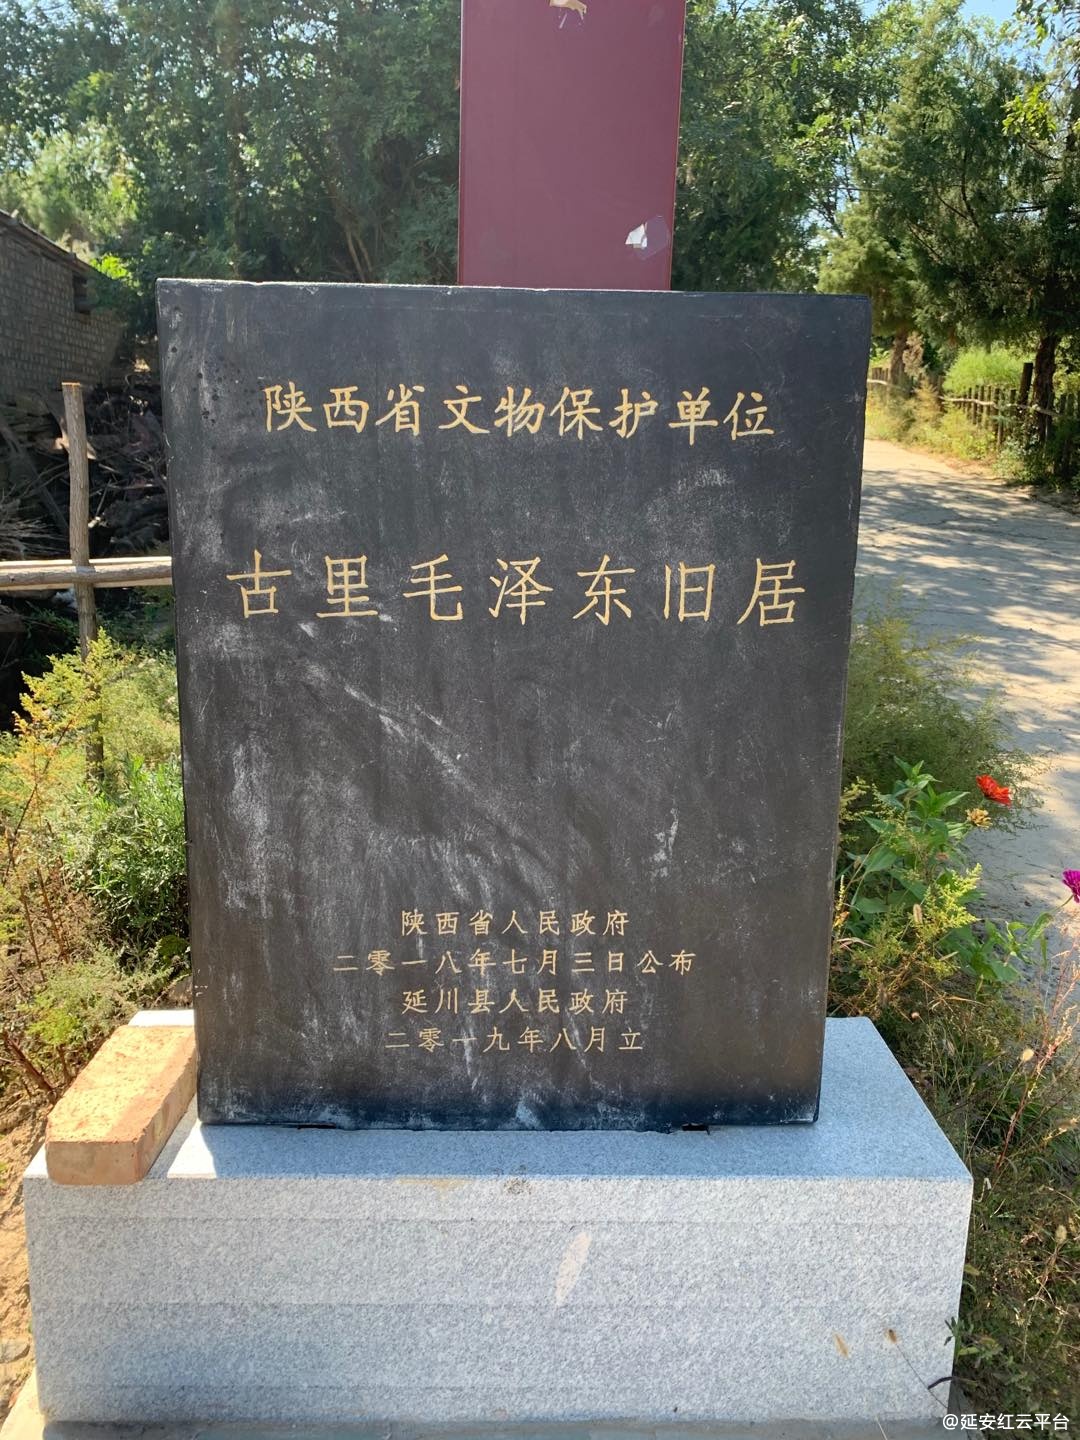 陕西省文物保护单位
古里毛泽东旧居
陕西省人民政府
二零一八年七月三日公布
延川县人民政府
二零一九年八月立
@延安红云平台